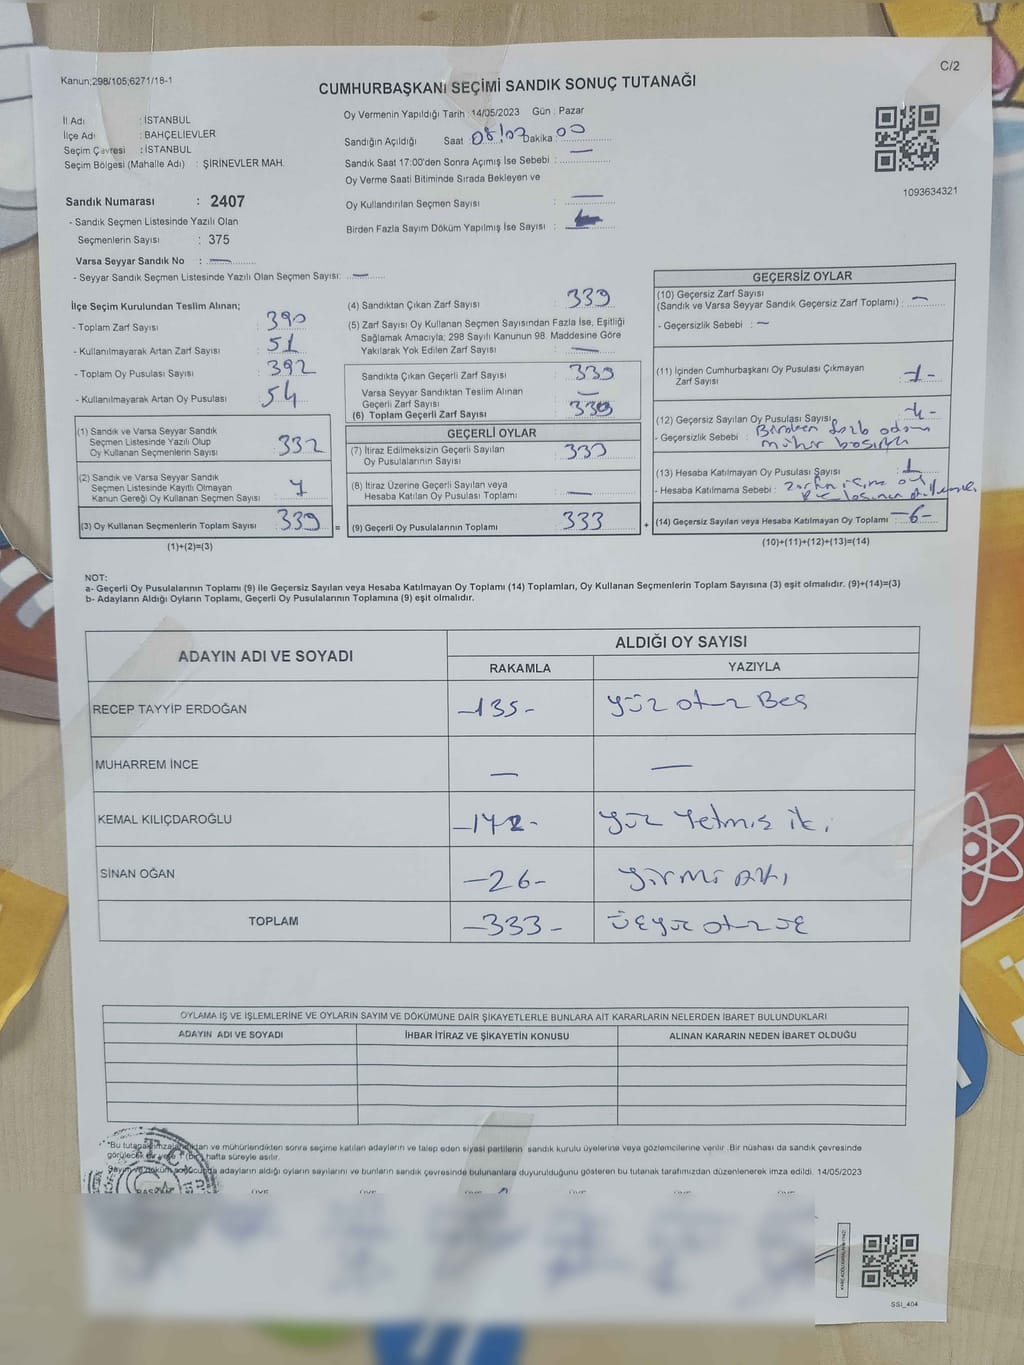 Kanun;298/105;6271/18-1
C/2
CUMHURBAŞKANI SEÇİMİ SANDIK SONUÇ TUTANAĞI
İl Adı : İSTANBUL
İlçe Adı : BAHÇELİEVLER
Seçim Çevresi : İSTANBUL
Seçim Bölgesi (Mahalle Adı) : ŞİRİNEVLER MAH.
Oy Vermenin Yapıldığı Tarih :14/05/2023 Gün : Pazar
Sandığın Açıldığı Saat : Dakika 00
Sandık Saat 17:00'den Sonra Açımış İse Sebebi : —
Oy Verme Saati Bitiminde Sırada Bekleyen ve
Oy Kullandırılan Seçmen Sayısı : —
Birden Fazla Sayım Döküm Yapılmış İse Sayısı :
1093634321
Sandık Numarası : 2407
- Sandık Seçmen Listesinde Yazılı Olan
Seçmenlerin Sayısı : 375
Varsa Seyyar Sandık No : —
- Seyyar Sandık Seçmen Listesinde Yazılı Olan Seçmen Sayısı: —
İlçe Seçim Kurulundan Teslim Alınan;
- Toplam Zarf Sayısı : 390
- Kullanılmayarak Artan Zarf Sayısı : 51
- Toplam Oy Pusulası Sayısı : 392
- Kullanılmayarak Artan Oy Pusulası : 54
(1) Sandık ve Varsa Seyyar Sandık
Seçmen Listesinde Yazılı Olup
Oy Kullanan Seçmenlerin Sayısı : 332
(2) Sandık ve Varsa Seyyar Sandık
Seçmen Listesinde Kayıtlı Olmayan
Kanun Gereği Oy Kullanan Seçmen Sayısı : 7
(3) Oy Kullanan Seçmenlerin Toplam Sayısı : 339 =
(1)+(2)=(3)
(4) Sandıktan Çıkan Zarf Sayısı : 339
(5) Zarf Sayısı Oy Kullanan Seçmen Sayısından Fazla İse, Eşitliği
Sağlamak Amacıyla; 298 Sayılı Kanunun 98. Maddesine Göre
Yakılarak Yok Edilen Zarf Sayısı : —
Sandıkta Çıkan Geçerli Zarf Sayısı : 339
Varsa Seyyar Sandıktan Teslim Alınan
Geçerli Zarf Sayısı : —
(6) Toplam Geçerli Zarf Sayısı : 339
GEÇERLİ OYLAR
(7) İtiraz Edilmeksizin Geçerli Sayılan
Oy Pusulalarının Sayısı : 333
(8) İtiraz Üzerine Geçerli Sayılan veya
Hesaba Katılan Oy Pusulası Toplamı : —
(9) Geçerli Oy Pusulalarının Toplamı : 333 +
GEÇERSİZ OYLAR
(10) Geçersiz Zarf Sayısı
(Sandık ve Varsa Seyyar Sandık Geçersiz Zarf Toplamı) : —
- Geçersizlik Sebebi : —
(11) İçinden Cumhurbaşkanı Oy Pusulası Çıkmayan
Zarf Sayısı : -1-
(12) Geçersiz Sayılan Oy Pusulası Sayısı : -4-
- Geçersizlik Sebebi : Birden fazla adam
mühür
(13) Hesaba Katılmayan Oy Pusulası Sayısı : 1
- Hesaba Katılmama Sebebi : oy
(14) Geçersiz Sayılan veya Hesaba Katılmayan Oy Toplamı -6-
(10)+(11)+(12)+(13)=(14)
NOT:
a- Geçerli Oy Pusulalarının Toplamı (9) ile Geçersiz Sayılan veya Hesaba Katılmayan Oy Toplamı (14) Toplamları, Oy Kullanan Seçmenlerin Toplam Sayısına (3) eşit olmalıdır. (9)+(14)=(3)
b- Adayların Aldığı Oyların Toplamı, Geçerli Oy Pusulalarının Toplamına (9) eşit olmalıdır.
ADAYIN ADI VE SOYADI
ALDIĞI OY SAYISI
RAKAMLA YAZIYLA
RECEP TAYYİP ERDOĞAN -135- Yüz otuz Beş
MUHARREM İNCE — —
KEMAL KILIÇDAROĞLU -172- Yüz Yetmiş iki
SİNAN OĞAN -26- Yirmi Altı
TOPLAM -333- üçyüz otuz üç
OYLAMA İŞ VE İŞLEMLERİNE VE OYLARIN SAYIM VE DÖKÜMÜNE DAİR ŞİKAYETLERLE BUNLARA AİT KARARLARIN NELERDEN İBARET BULUNDUKLARI
ADAYIN ADI VE SOYADI İHBAR İTİRAZ VE ŞİKAYETİN KONUSU ALINAN KARARIN NEDEN İBARET OLDUĞU
"Bu ve mühürlendikten sonra seçime katılan adayların ve talep eden siyasi partilerin sandık kurulu üyelerine veya gözlemcilerine verilir. Bir nüshası da sandık çevresinde
hafta süreyle asılır.
adayların aldığı oyların sayılarını ve bunların sandık çevresinde bulunanlara duyurulduğunu gösteren bu tutanak tarafımızdan düzenlenerek imza edildi. 14/05/2023
T.C.
SSI_404